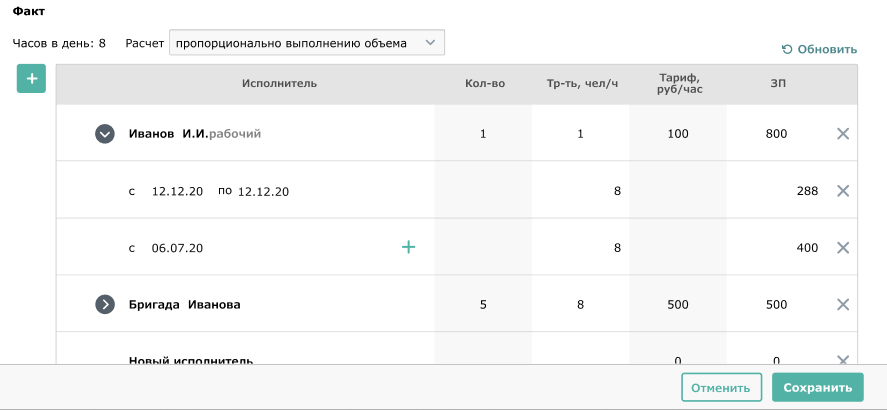 Факт
Часов в день: 8 Расчет пропорционально выполнению объема
Обновить
Исполнитель Кол-во Тр-ть, чел/ч Тариф, руб/час ЗП
Иванов И.И.рабочий 1 1 100 800
с 12.12.20 по 12.12.20 8 288
с 06.07.20 8 400
Бригада Иванова 5 8 500 500
Новый исполнитель 0 0
Отменить Сохранить